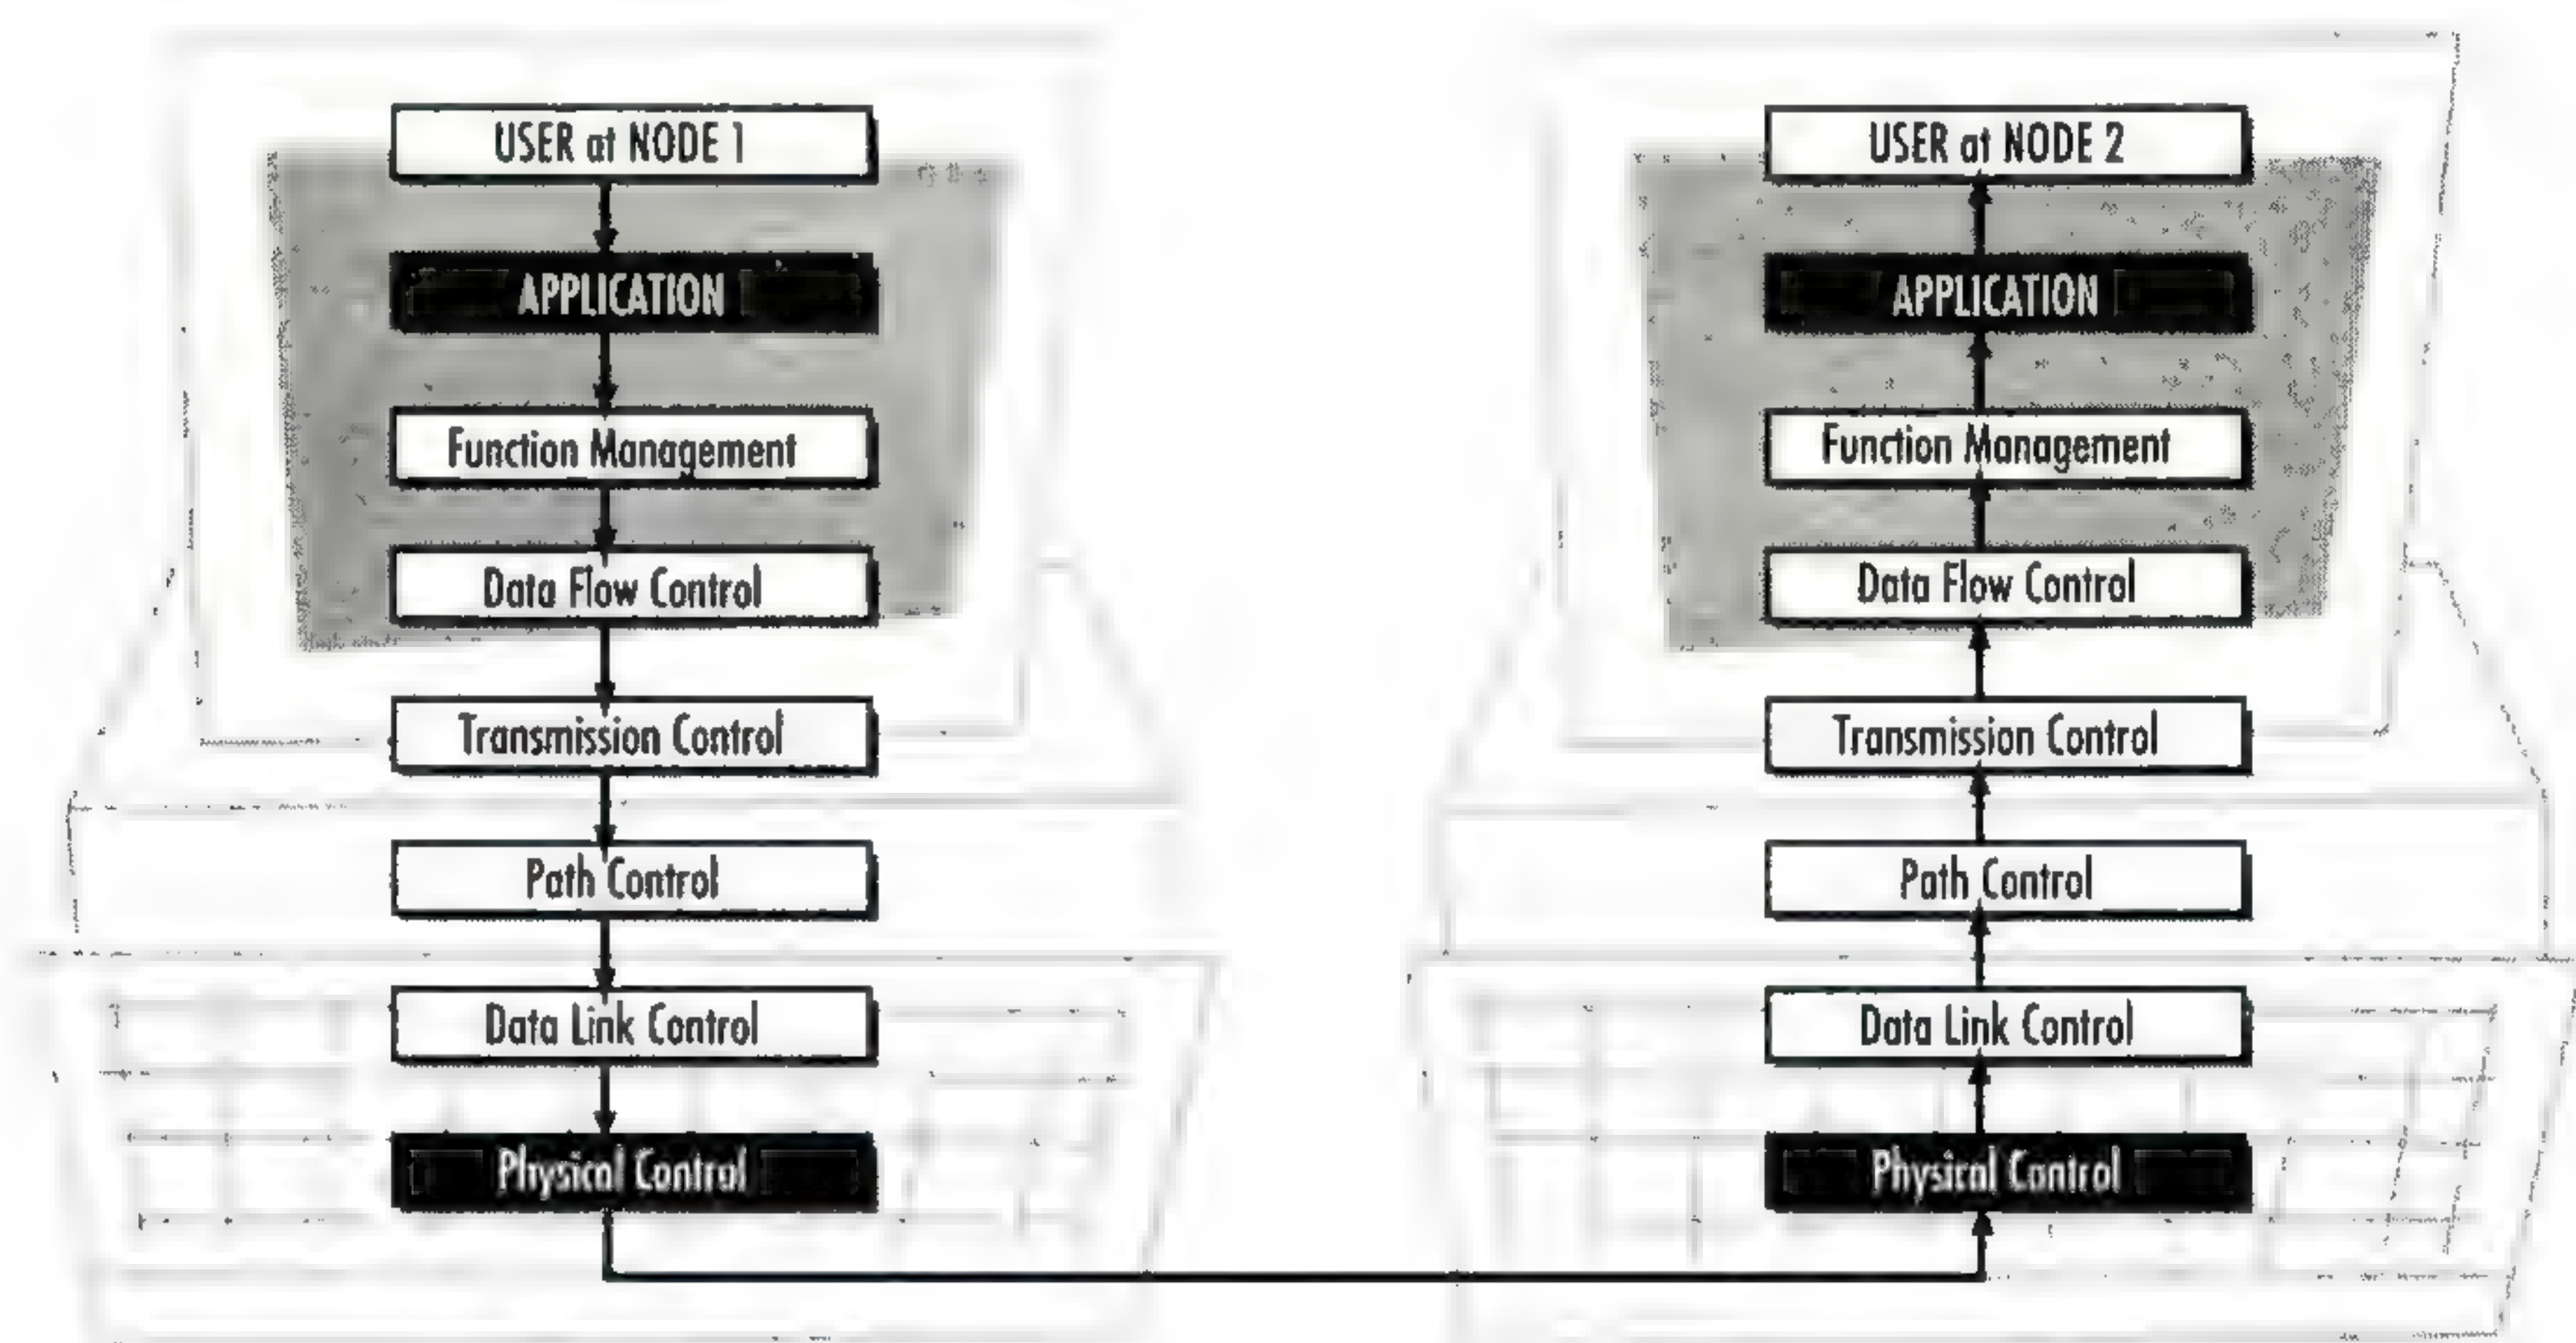 USER at NODE 1
APPLICATION
Function Management
Data Flow Control
Transmission Control
Path Control
Data Link Control
Physical Control
USER at NODE 2
APPLICATION
Function Management
Data Flow Control
Transmission Control
Path Control
Data Link Control
Physical Control